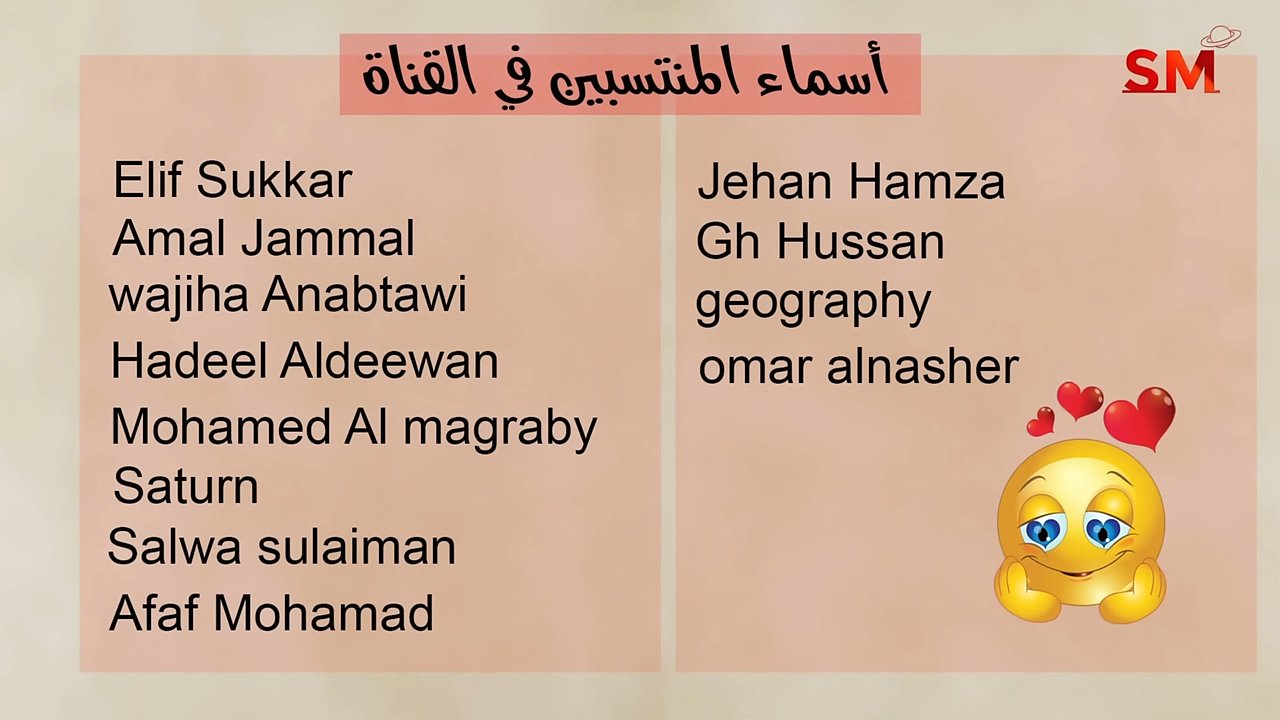 أسماء المنتسبين في القناة
SM
Elif Sukkar
Amal Jammal
wajiha Anabtawi
Hadeel Aldeewan
Mohamed Al magraby
Saturn
Salwa sulaiman
Afaf Mohamad
Jehan Hamza
Gh Hussan
geography
omar alnasher